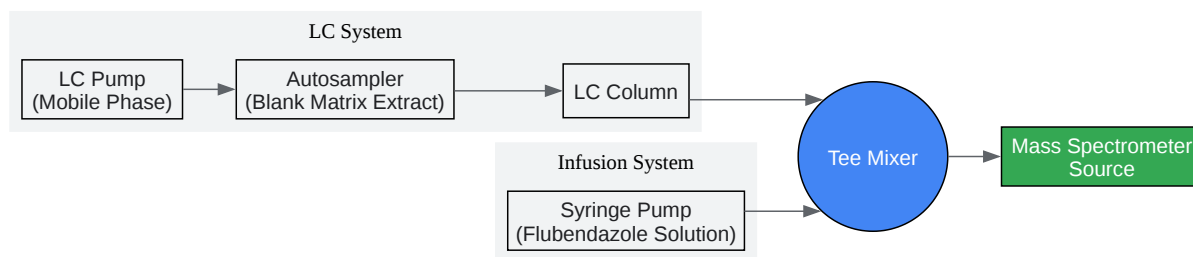 LC System
LC Pump
(Mobile Phase)
Autosampler
(Blank Matrix Extract)
LC Column
Tee Mixer
Mass Spectrometer
Source
Infusion System
Syringe Pump
(Flubendazole Solution)